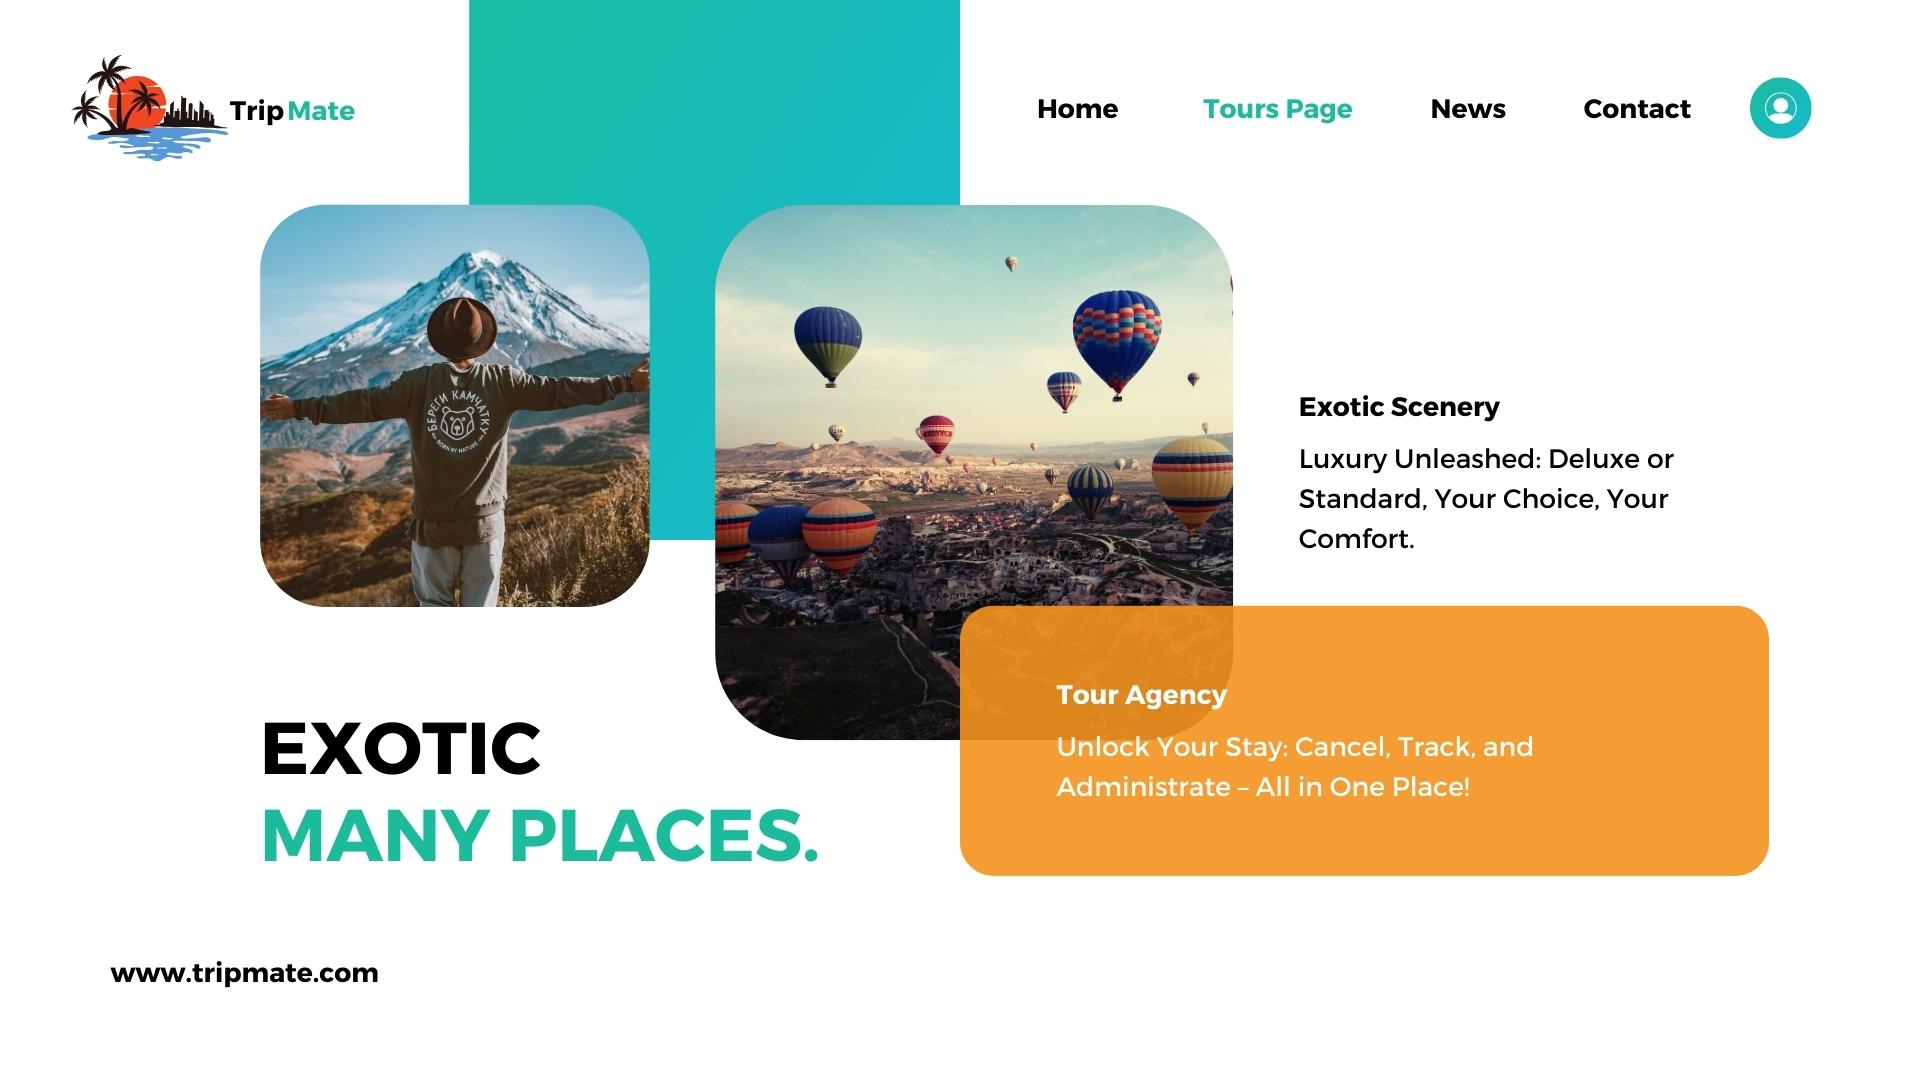 Trip Mate
Home
Tours Page
News
Contact
БЕРЕГИ КАМЧАТКУ
BORN BY NATURE
Exotic Scenery
Luxury Unleashed: Deluxe or
Standard, Your Choice, Your
Comfort.
Tour Agency
Unlock Your Stay: Cancel, Track, and
Administrate – All in One Place!
EXOTIC
MANY PLACES.
www.tripmate.com